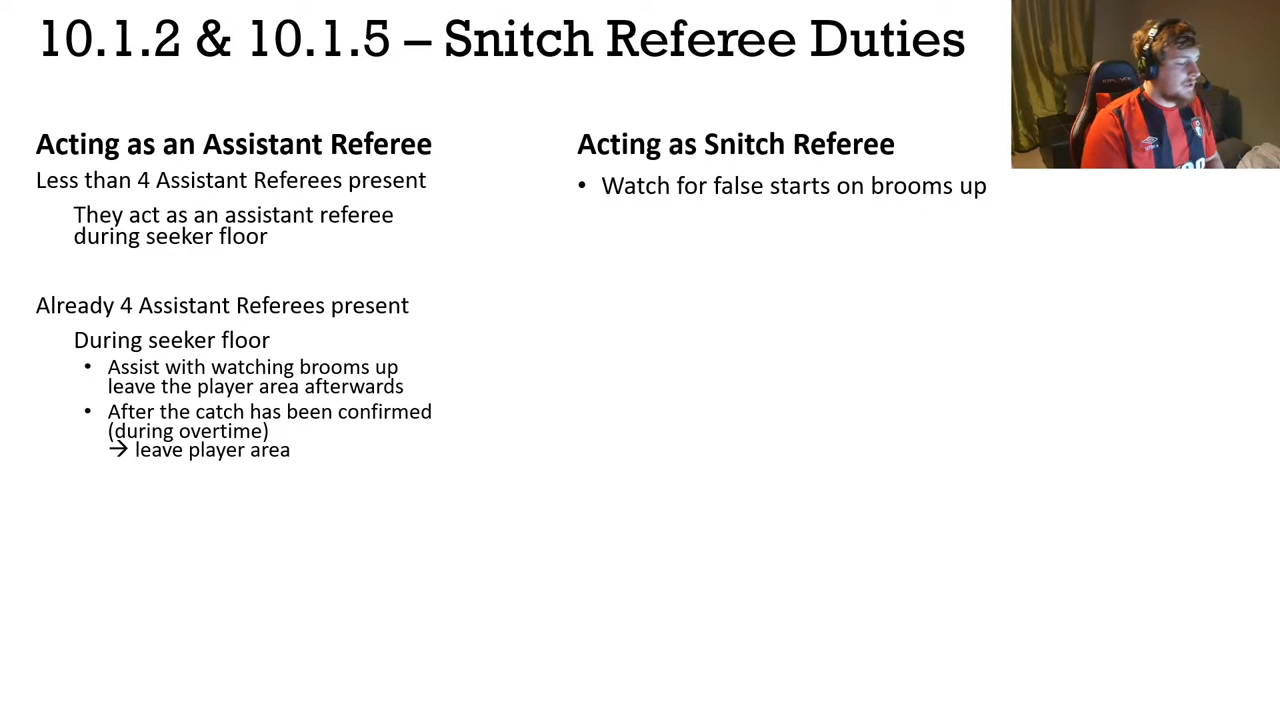 10.1.2 & 10.1.5 – Snitch Referee Duties
Acting as an Assistant Referee
Less than 4 Assistant Referees present
They act as an assistant referee
during seeker floor
Already 4 Assistant Referees present
During seeker floor
• Assist with watching brooms up
leave the player area afterwards
• After the catch has been confirmed
(during overtime)
→ leave player area
Acting as Snitch Referee
• Watch for false starts on brooms up